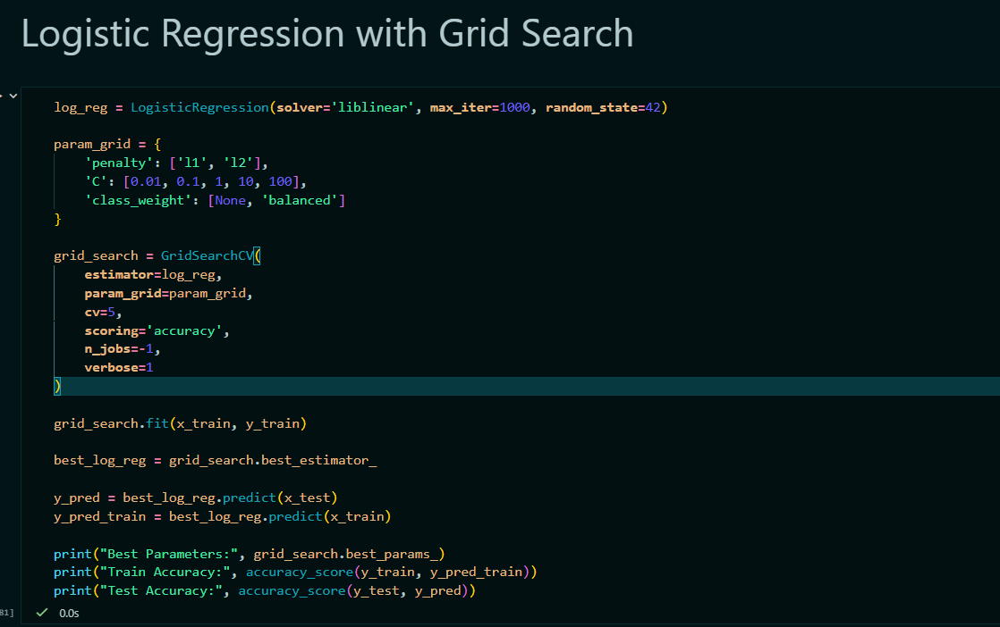 Logistic Regression with Grid Search
log_reg = LogisticRegression(solver='liblinear', max_iter=1000, random_state=42)
param_grid = {
    'penalty': ['l1', 'l2'],
    'C': [0.01, 0.1, 1, 10, 100],
    'class_weight': [None, 'balanced']
}
grid_search = GridSearchCV(
    estimator=log_reg,
    param_grid=param_grid,
    cv=5,
    scoring='accuracy',
    n_jobs=-1,
    verbose=1
)
grid_search.fit(x_train, y_train)
best_log_reg = grid_search.best_estimator_
y_pred = best_log_reg.predict(x_test)
y_pred_train = best_log_reg.predict(x_train)
print("Best Parameters:", grid_search.best_params_)
print("Train Accuracy:", accuracy_score(y_train, y_pred_train))
print("Test Accuracy:", accuracy_score(y_test, y_pred))
81] 0.0s